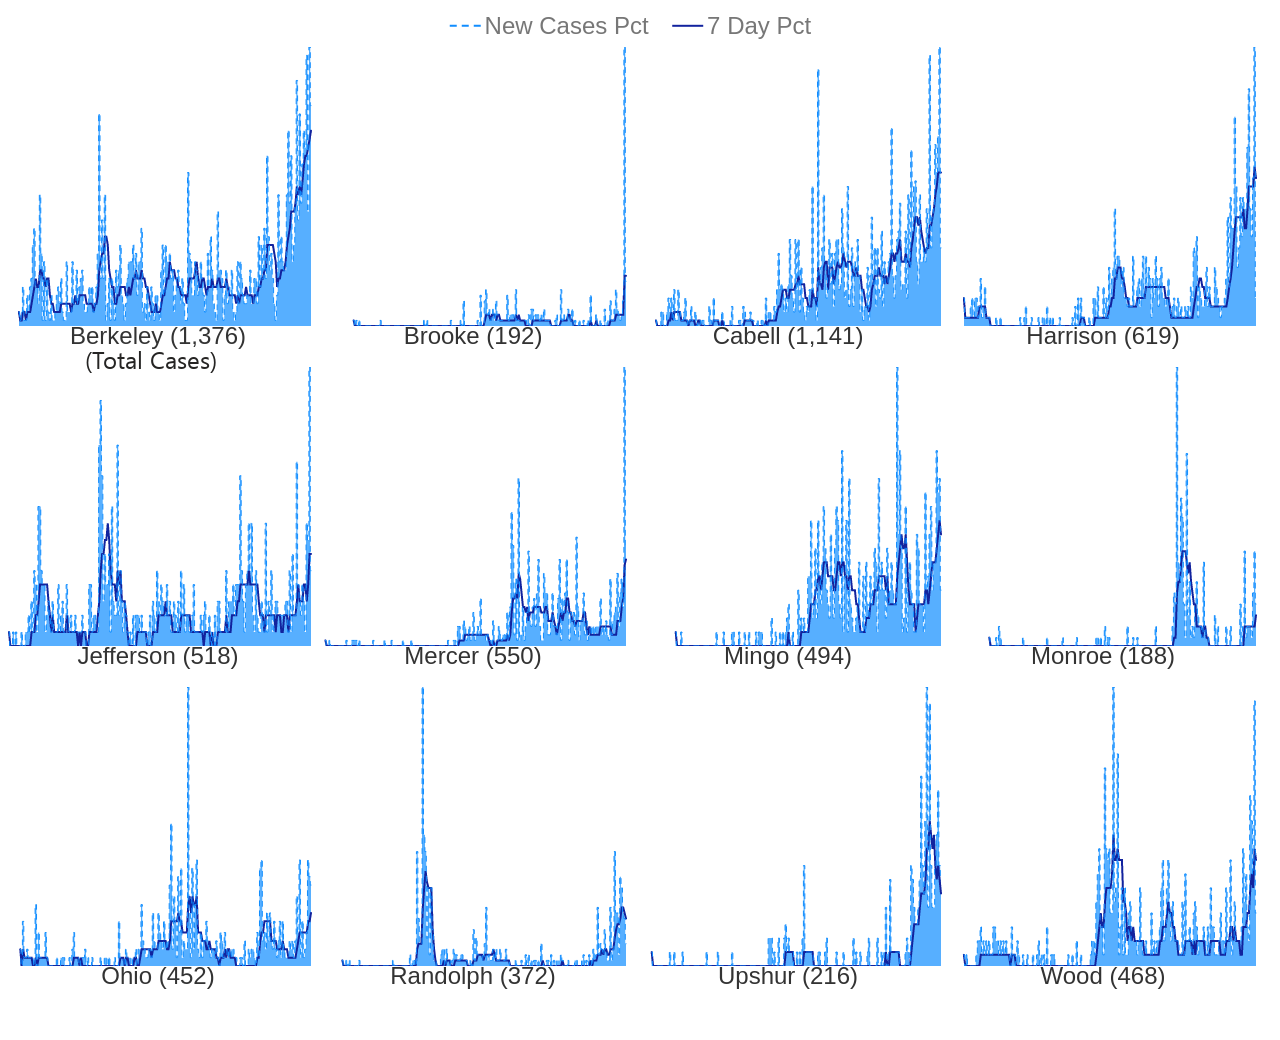 New Cases Pct 7 Day Pct
Berkeley (1,376) Brooke (192) Cabell (1,141) Harrison (619)
(Total Cases)
Jefferson (518) Mercer (550) Mingo (494) Monroe (188)
Ohio (452) Randolph (372) Upshur (216) Wood (468)